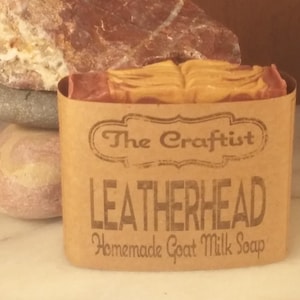 The Craftist
LEATHERHEAD
Homemade Goat Milk Soap